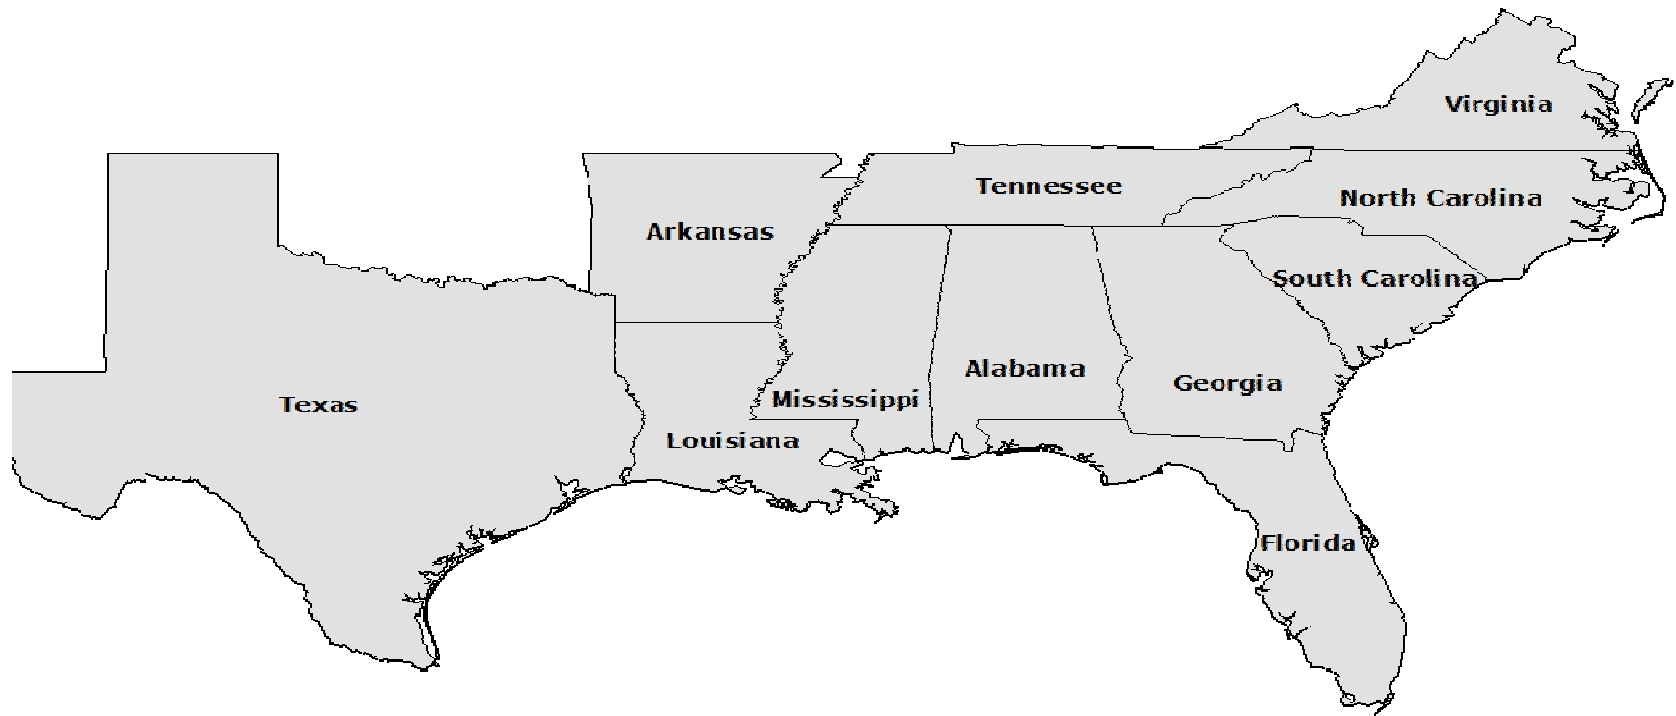 Virginia
Tennessee
North Carolina
Arkansas
South Carolina
Alabama
Georgia
Mississippi
Texas
Louisiana
Florida